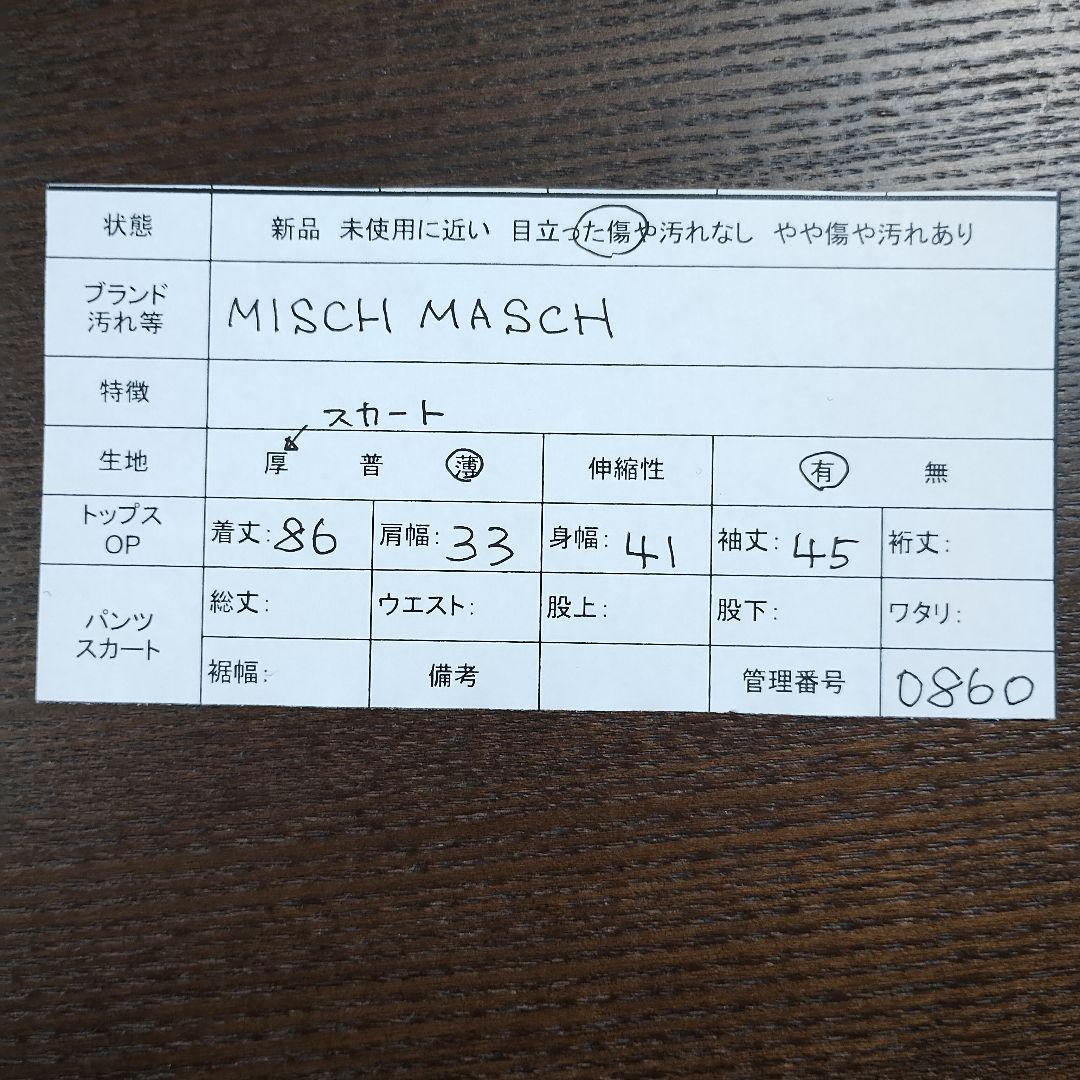 状態 新品 未使用に近い 目立った傷や汚れなし やや傷や汚れあり
ブランド
汚れ等 MISCH MASCH
特徴
スカート
生地 厚 普 薄 伸縮性 有 無
トップス
OP 着丈:86 肩幅:33 身幅:41 袖丈:45 裄丈:
パンツ
スカート
総丈: ウエスト: 股上: 股下: ワタリ:
裾幅: 備考 管理番号 0860